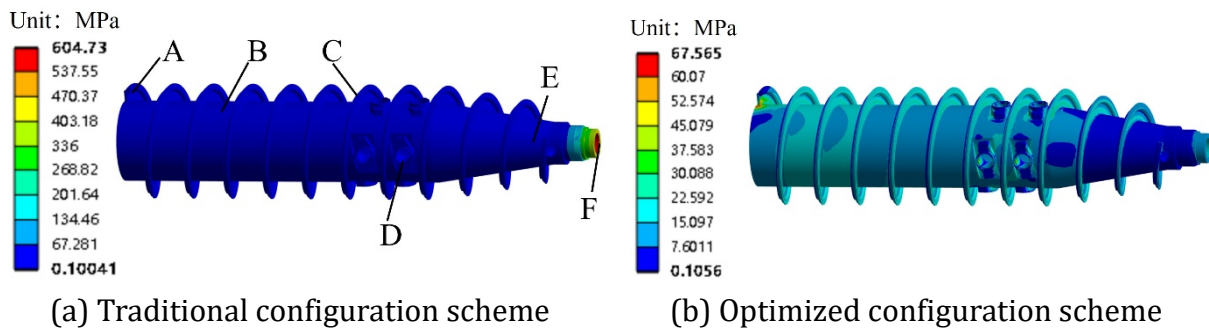 Unit: MPa
604.73
537.55
470.37
403.18
336
268.82
201.64
134.46
67.281
0.10041
A
B
C
D
E
F
(a) Traditional configuration scheme
Unit: MPa
67.565
60.07
52.574
45.079
37.583
30.088
22.592
15.097
7.6011
0.1056
(b) Optimized configuration scheme